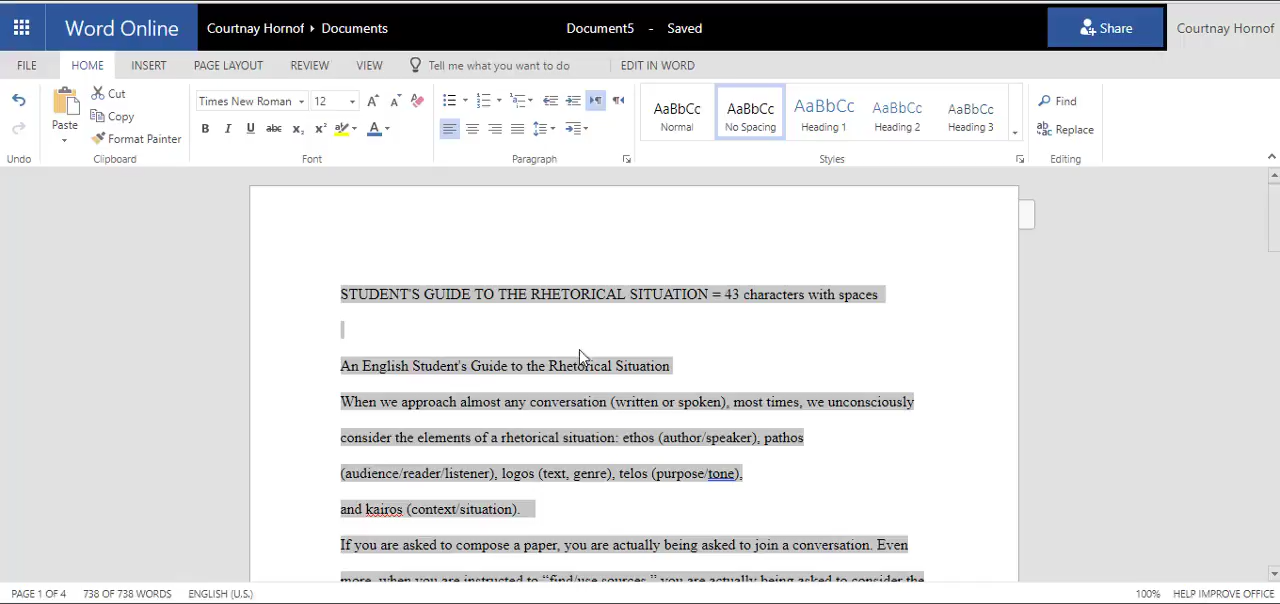 Word Online Courtnay Hornof ▸ Documents Document5 - Saved Share Courtnay Hornof
FILE HOME INSERT PAGE LAYOUT REVIEW VIEW Tell me what you want to do EDIT IN WORD
Undo
Paste
Cut
Copy
Format Painter
Clipboard
Times New Roman 12
B I U abc x₂ x² ab A
Font
Paragraph
AaBbCc AaBbCc AaBbCc AaBbCc AaBbCc
Normal No Spacing Heading 1 Heading 2 Heading 3
Styles
Find
Replace
Editing
STUDENT'S GUIDE TO THE RHETORICAL SITUATION = 43 characters with spaces
An English Student's Guide to the Rhetorical Situation
When we approach almost any conversation (written or spoken), most times, we unconsciously
consider the elements of a rhetorical situation: ethos (author/speaker), pathos
(audience/reader/listener), logos (text, genre), telos (purpose/tone),
and kairos (context/situation).
If you are asked to compose a paper, you are actually being asked to join a conversation. Even
more, when you are instructed to “find/use sources,” you are actually being asked to consider the
PAGE 1 OF 4 738 OF 738 WORDS ENGLISH (U.S.) 100% HELP IMPROVE OFFICE